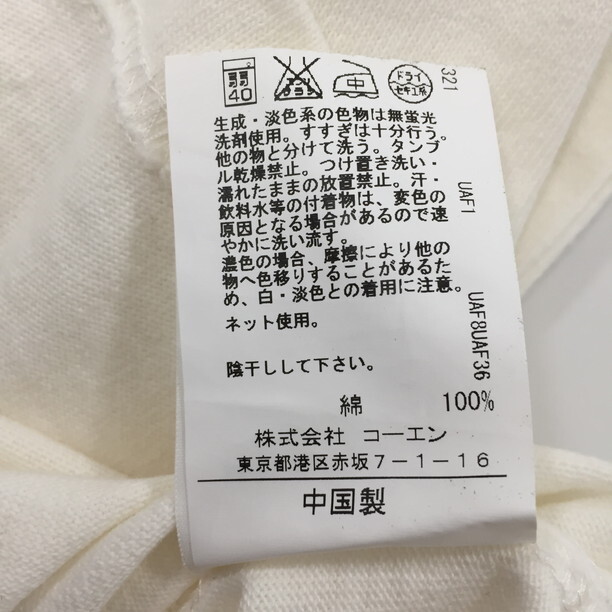 弱 40
エンソ サラシ
中
ドライ
セキユ系
生成・淡色系の色物は無蛍光
洗剤使用。すすぎは十分行う。
他の物と分けて洗う。タンブ
ル乾燥禁止。つけ置き洗い・
濡れたままの放置禁止。汗・
飲料水等の付着物は、変色の
原因となる場合があるので速
やかに洗い流す。
濃色の場合、摩擦により他の
物へ色移りすることがあるた
め、白・淡色との着用に注意。
ネット使用。
陰干しして下さい。
綿 100%
株式会社 コーエン
東京都港区赤坂7-1-16
中国製
321
UAF1
UAF8UAF36